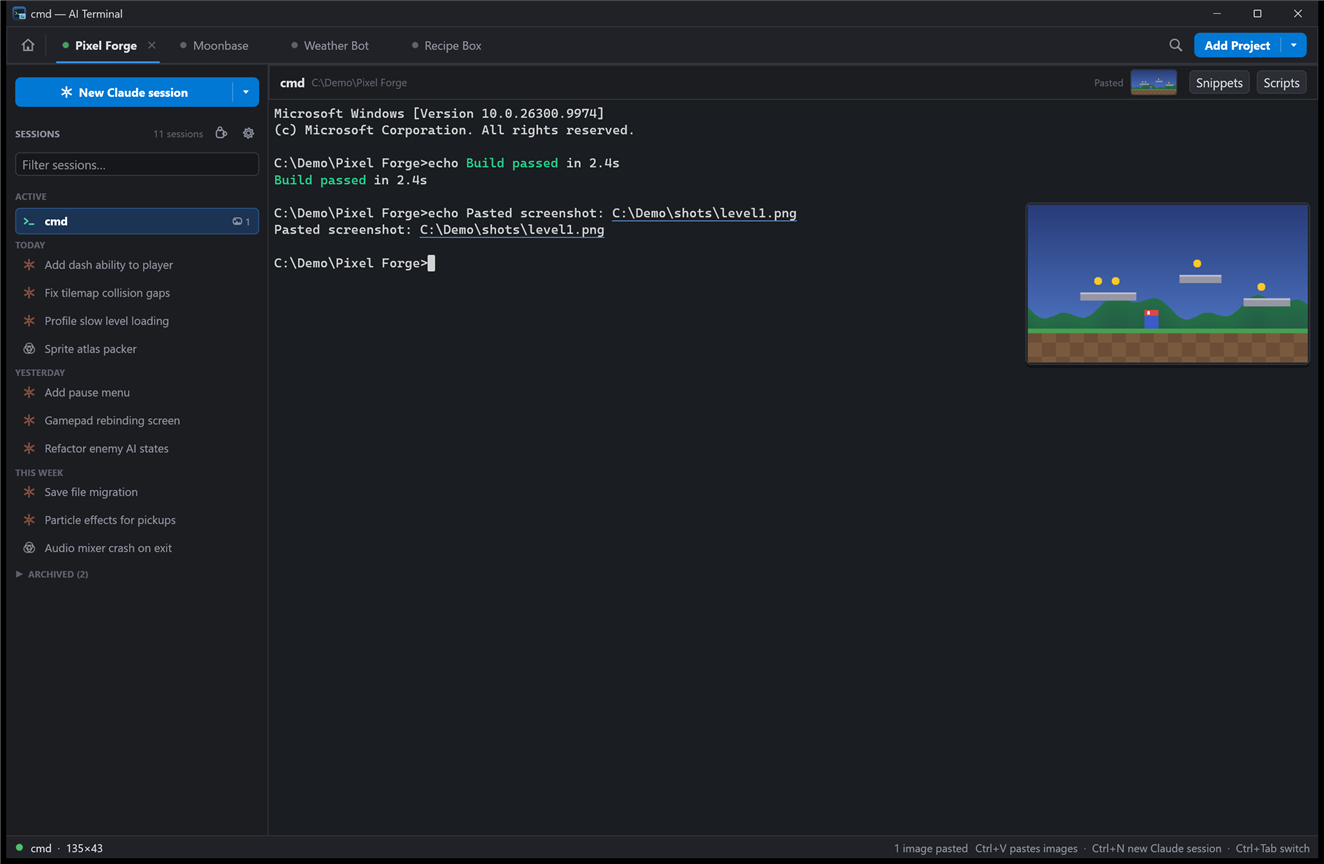 cmd — AI Terminal
Pixel Forge
Moonbase
Weather Bot
Recipe Box
Add Project
New Claude session
cmd C:\Demo\Pixel Forge
Pasted
Snippets
Scripts
SESSIONS
11 sessions
Filter sessions...
ACTIVE
cmd
1
TODAY
Add dash ability to player
Fix tilemap collision gaps
Profile slow level loading
Sprite atlas packer
YESTERDAY
Add pause menu
Gamepad rebinding screen
Refactor enemy AI states
THIS WEEK
Save file migration
Particle effects for pickups
Audio mixer crash on exit
ARCHIVED (2)
Microsoft Windows [Version 10.0.26300.9974]
(c) Microsoft Corporation. All rights reserved.
C:\Demo\Pixel Forge>echo Build passed in 2.4s
Build passed in 2.4s
C:\Demo\Pixel Forge>echo Pasted screenshot: C:\Demo\shots\level1.png
Pasted screenshot: C:\Demo\shots\level1.png
C:\Demo\Pixel Forge>
cmd · 135×43
1 image pasted Ctrl+V pastes images · Ctrl+N new Claude session · Ctrl+Tab switch